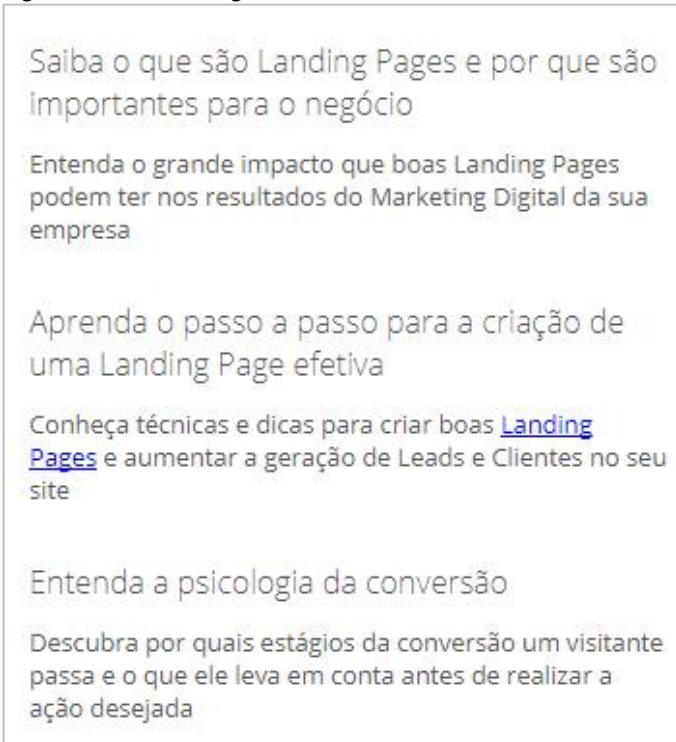 Saiba o que são Landing Pages e por que são
importantes para o negócio
Entenda o grande impacto que boas Landing Pages
podem ter nos resultados do Marketing Digital da sua
empresa
Aprenda o passo a passo para a criação de
uma Landing Page efetiva
Conheça técnicas e dicas para criar boas Landing
Pages e aumentar a geração de Leads e Clientes no seu
site
Entenda a psicologia da conversão
Descubra por quais estágios da conversão um visitante
passa e o que ele leva em conta antes de realizar a
ação desejada